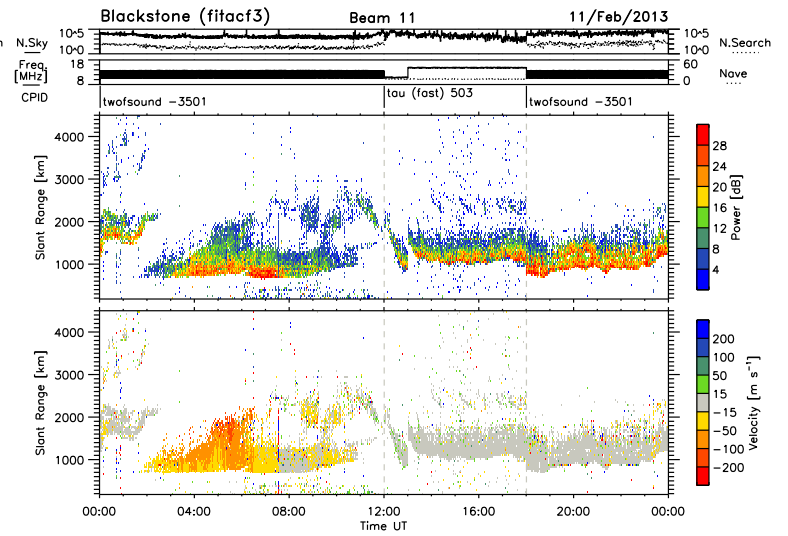 Blackstone (fitacf3) Beam 11 11/Feb/2013
n N.Sky 10^5 10^0 10^5 10^0 N.Search
Freq. [MHz] 18 8 60 0 Nave
CPID twofsound -3501 tau (fast) 503 twofsound -3501
Slant Range [km] 4000 3000 2000 1000
28 24 20 16 12 8 4 Power [dB]
Slant Range [km] 4000 3000 2000 1000
200 100 50 15 -15 -50 -100 -200 Velocity [m s⁻¹]
00:00 04:00 08:00 12:00 16:00 20:00 00:00
Time UT